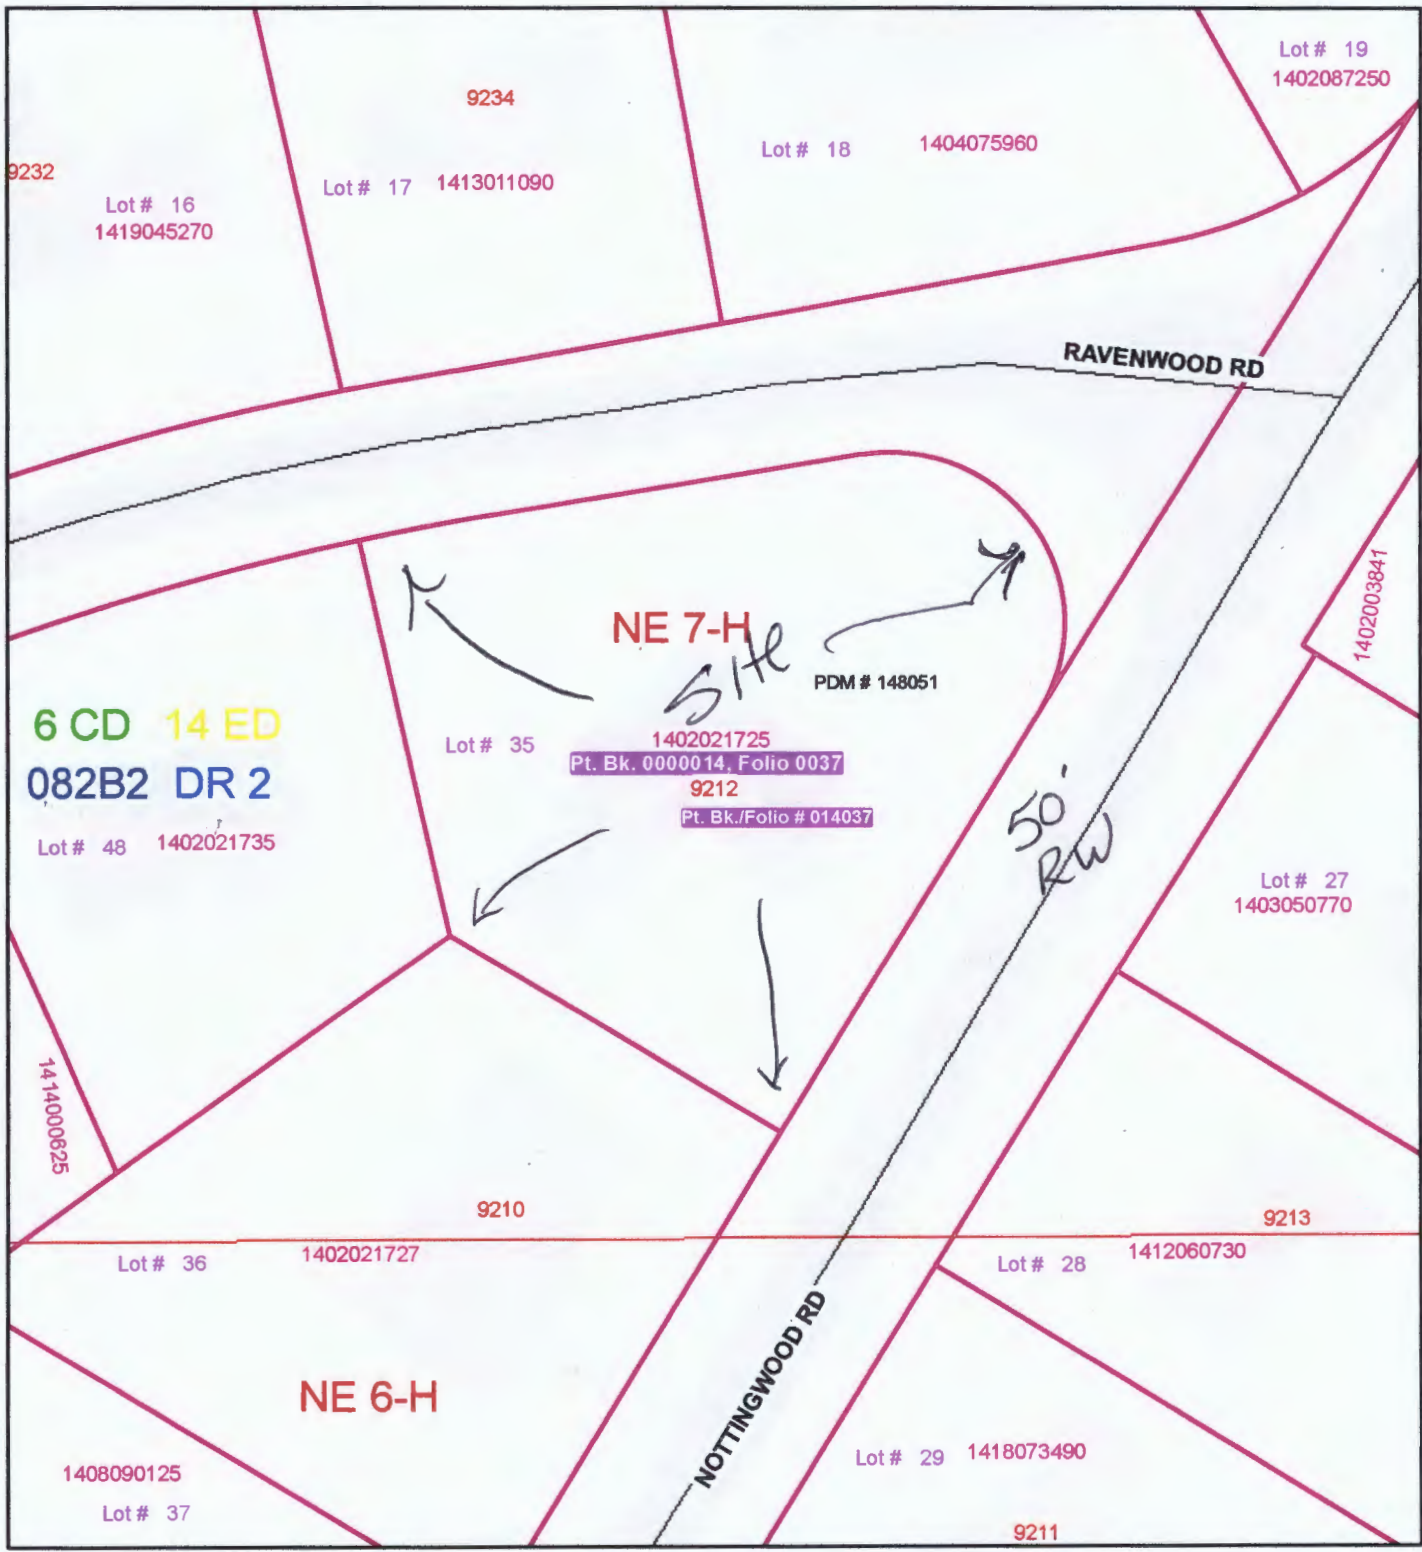 Lot # 19
1402087250
9234
Lot # 18 1404075960
9232
Lot # 17 1413011090
Lot # 16
1419045270
RAVENWOOD RD
1402003841
NE 7-H
Site
PDM # 148051
6 CD 14 ED
Lot # 35
1402021725
Pt. Bk. 0000014, Folio 0037
082B2 DR 2
9212
Pt. Bk./Folio # 014037
50'
RW
Lot # 48 1402021735
Lot # 27
1403050770
1414000625
9210
9213
Lot # 36 1402021727
Lot # 28 1412060730
NOTTINGWOOD RD
NE 6-H
Lot # 29 1418073490
1408090125
Lot # 37
9211